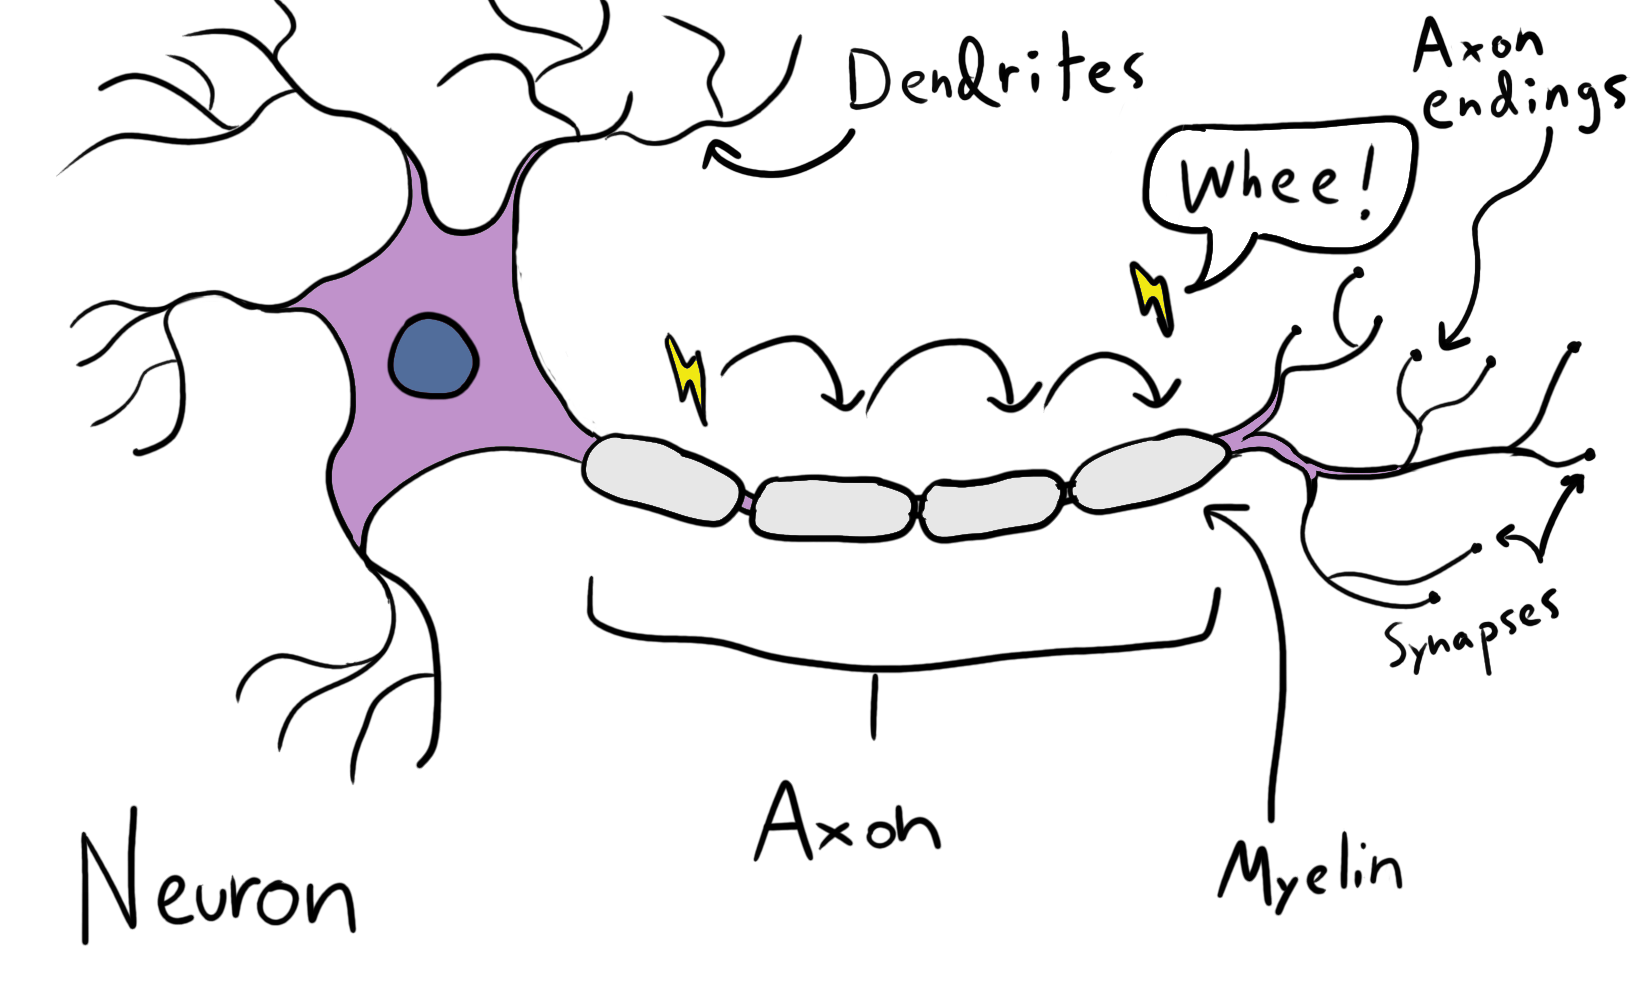 Dendrites
Axon
endings
Whee!
Synapses
Axon
Myelin
Neuron